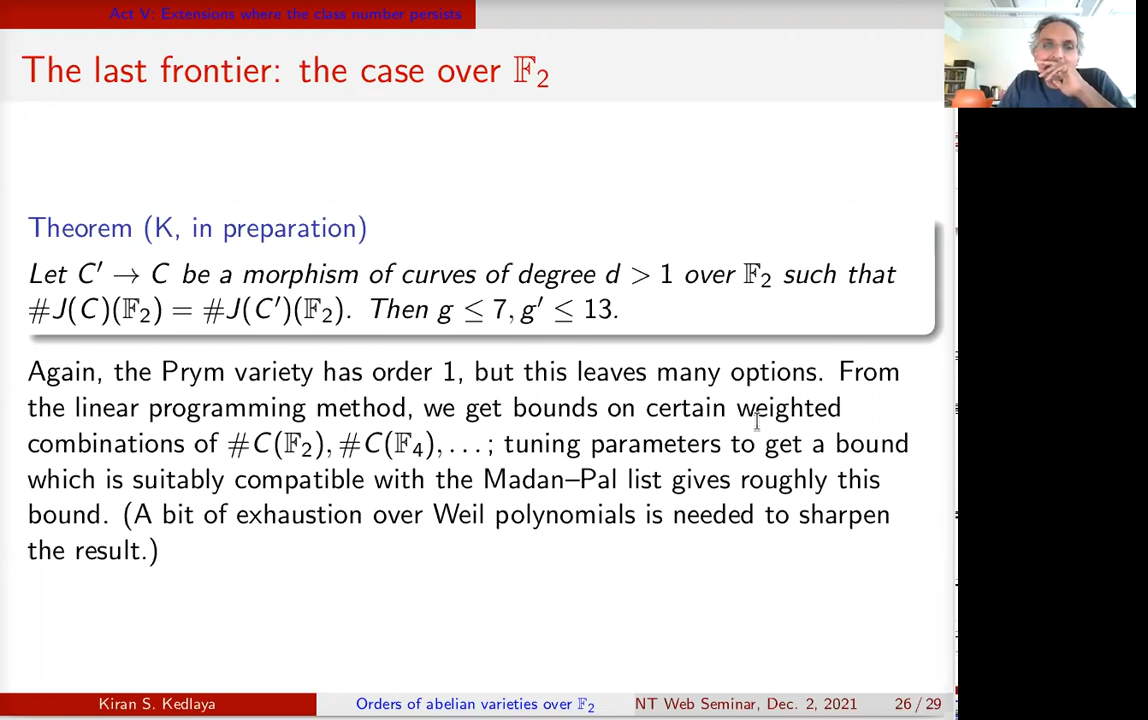 Act V: Extensions where the class number persists
The last frontier: the case over 𝔽₂
Theorem (K, in preparation)
Let C′ → C be a morphism of curves of degree d > 1 over 𝔽₂ such that
#J(C)(𝔽₂) = #J(C′)(𝔽₂). Then g ≤ 7, g′ ≤ 13.
Again, the Prym variety has order 1, but this leaves many options. From
the linear programming method, we get bounds on certain weighted
combinations of #C(𝔽₂), #C(𝔽₄), . . . ; tuning parameters to get a bound
which is suitably compatible with the Madan–Pal list gives roughly this
bound. (A bit of exhaustion over Weil polynomials is needed to sharpen
the result.)
Kiran S. Kedlaya Orders of abelian varieties over 𝔽₂ NT Web Seminar, Dec. 2, 2021 26 / 29